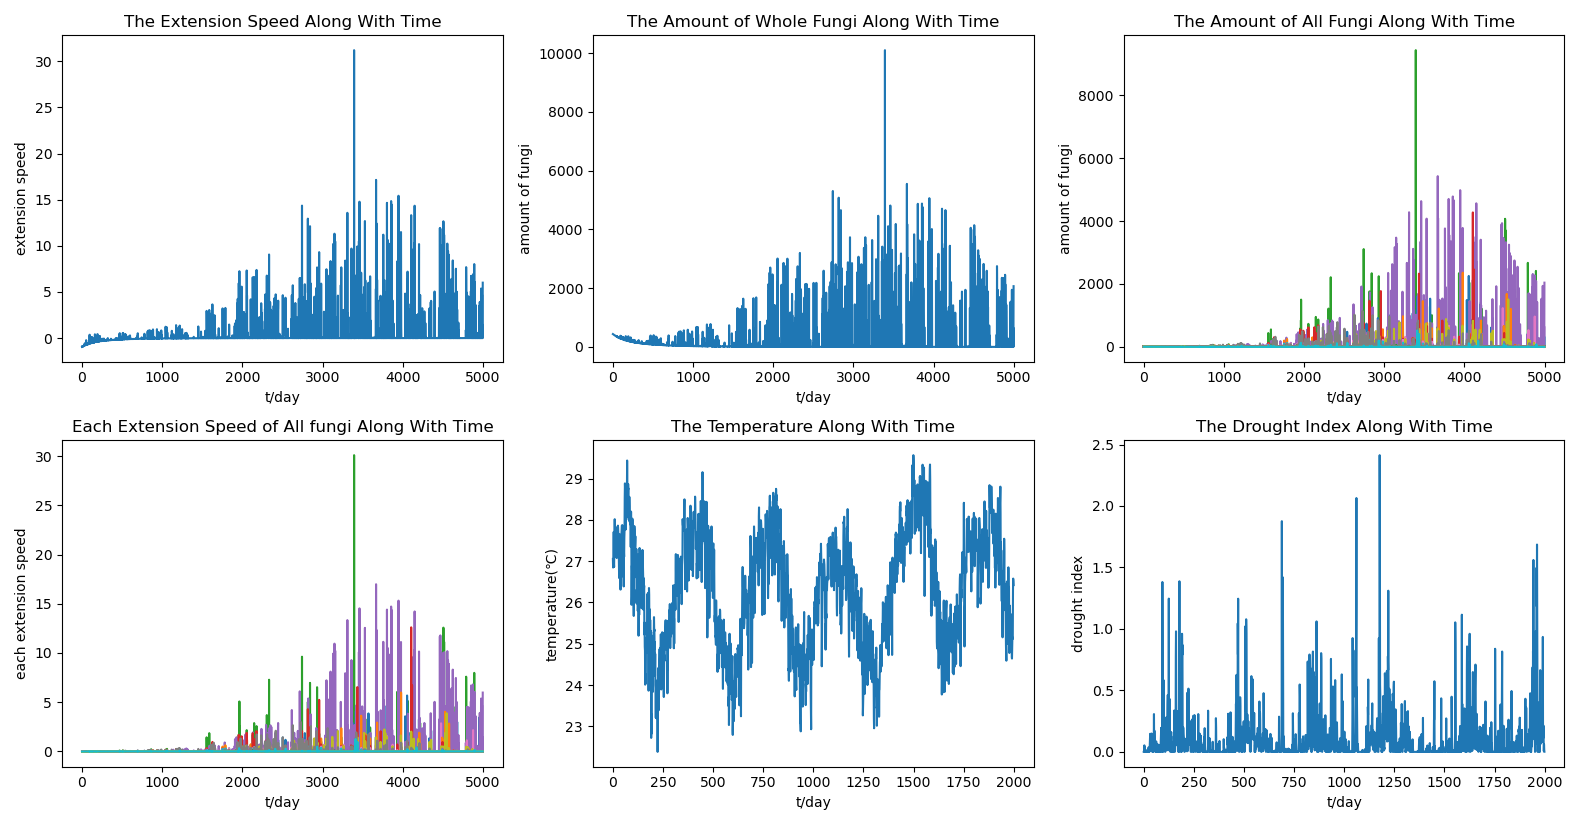 The Extension Speed Along With Time
extension speed
30
25
20
15
10
5
0
0 1000 2000 3000 4000 5000
t/day
The Amount of Whole Fungi Along With Time
amount of fungi
10000
8000
6000
4000
2000
0
0 1000 2000 3000 4000 5000
t/day
The Amount of All Fungi Along With Time
amount of fungi
8000
6000
4000
2000
0
0 1000 2000 3000 4000 5000
t/day
Each Extension Speed of All fungi Along With Time
each extension speed
30
25
20
15
10
5
0
0 1000 2000 3000 4000 5000
t/day
The Temperature Along With Time
temperature(℃)
29
28
27
26
25
24
23
0 250 500 750 1000 1250 1500 1750 2000
t/day
The Drought Index Along With Time
drought index
2.5
2.0
1.5
1.0
0.5
0.0
0 250 500 750 1000 1250 1500 1750 2000
t/day